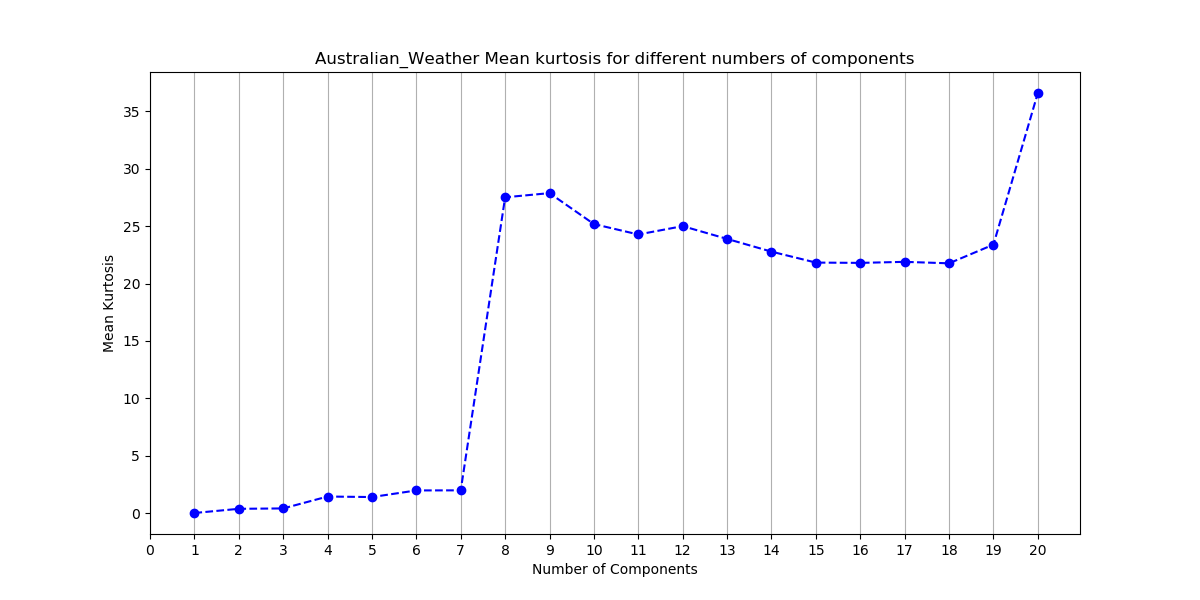 Australian_Weather Mean kurtosis for different numbers of components
Mean Kurtosis
35
30
25
20
15
10
5
0
0 1 2 3 4 5 6 7 8 9 10 11 12 13 14 15 16 17 18 19 20
Number of Components